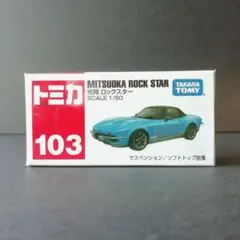 トミカ
103
MITSUOKA ROCK STAR
光岡 ロックスター
SCALE 1/60
TAKARA
TOMY
サスペンション/ソフトトップ脱着